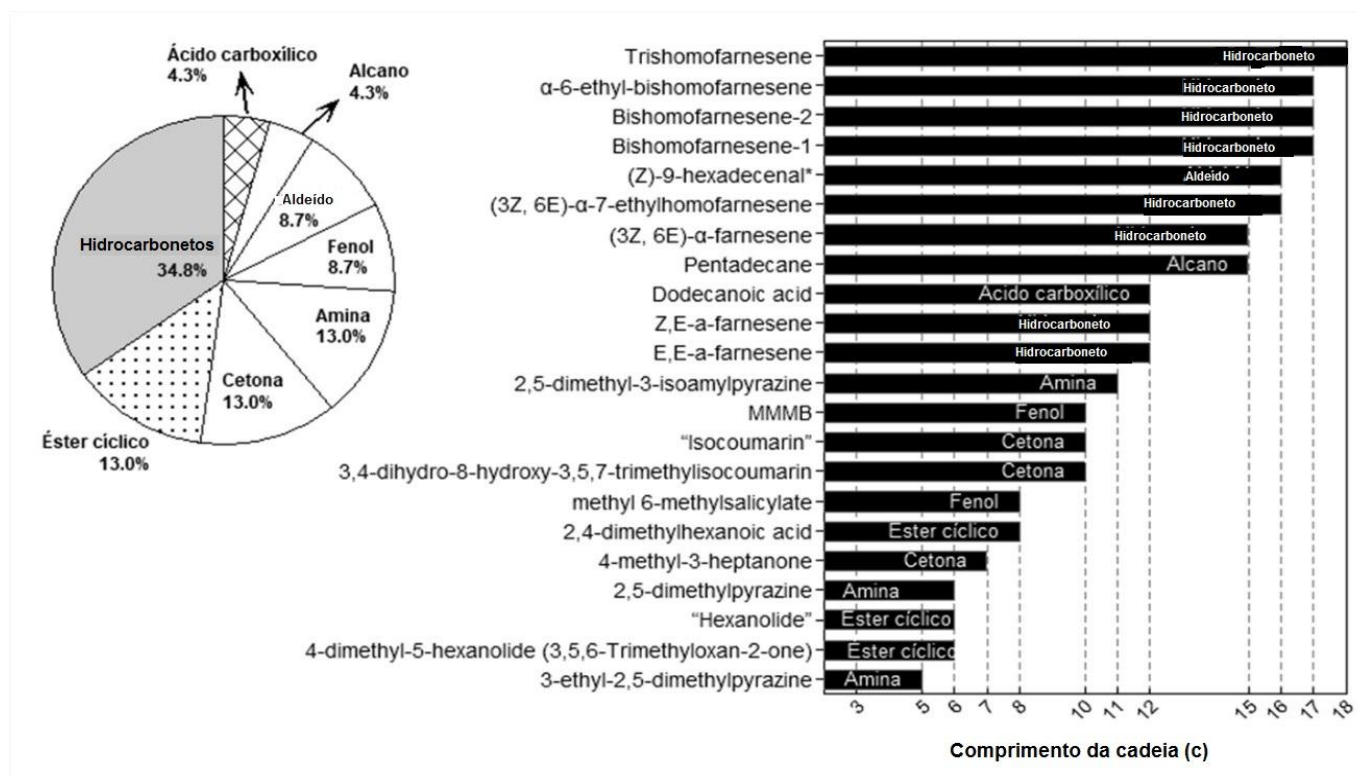 Ácido carboxílico
4.3%
Alcano
4.3%
Aldeído
8.7%
Fenol
8.7%
Amina
13.0%
Cetona
13.0%
Éster cíclico
13.0%
Hidrocarbonetos
34.8%
Trishomofarnesene Hidrocarboneto
α-6-ethyl-bishomofarnesene Hidrocarboneto
Bishomofarnesene-2 Hidrocarboneto
Bishomofarnesene-1 Hidrocarboneto
(Z)-9-hexadecenal* Aldeído
(3Z, 6E)-α-7-ethylhomofarnesene Hidrocarboneto
(3Z, 6E)-α-farnesene Hidrocarboneto
Pentadecane Alcano
Dodecanoic acid Ácido carboxílico
Z,E-a-farnesene Hidrocarboneto
E,E-a-farnesene Hidrocarboneto
2,5-dimethyl-3-isoamylpyrazine Amina
MMMB Fenol
“Isocoumarin” Cetona
3,4-dihydro-8-hydroxy-3,5,7-trimethylisocoumarin Cetona
methyl 6-methylsalicylate Fenol
2,4-dimethylhexanoic acid Ester cíclico
4-methyl-3-heptanone Cetona
2,5-dimethylpyrazine Amina
“Hexanolide” Ester cíclico
4-dimethyl-5-hexanolide (3,5,6-Trimethyloxan-2-one) Éster cíclico
3-ethyl-2,5-dimethylpyrazine Amina
3 5 6 7 8 10 11 12 15 16 17 18
Comprimento da cadeia (c)